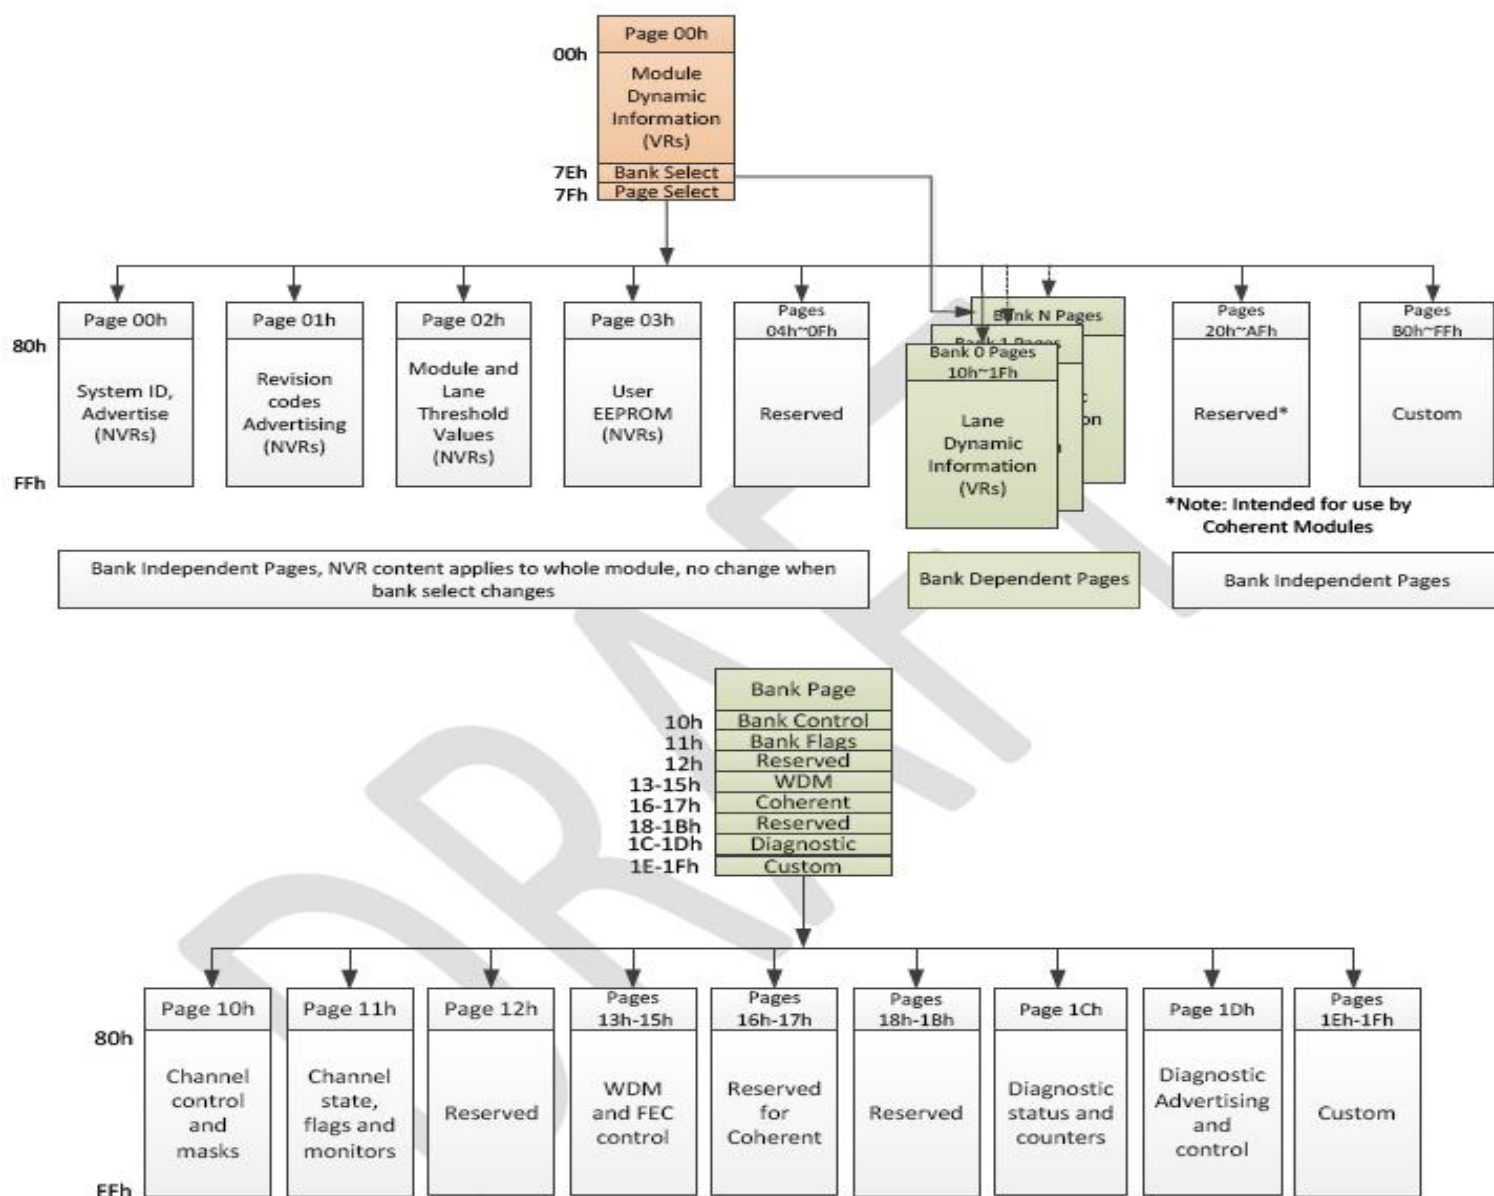 Page 00h
00h
Module
Dynamic
Information
(VRs)
7Eh
Bank Select
7Fh
Page Select
Page 00h
Page 01h
Page 02h
Page 03h
Pages
04h~0Fh
Bank N Pages
Bank 1 Pages
Bank 0 Pages
10h~1Fh
Pages
20h~AFh
Pages
B0h~FFh
80h
System ID,
Advertise
(NVRs)
Revision
codes
Advertising
(NVRs)
Module and
Lane
Threshold
Values
(NVRs)
User
EEPROM
(NVRs)
Reserved
Lane
Dynamic
Information
(VRs)
Reserved*
Custom
FFh
*Note: Intended for use by
Coherent Modules
Bank Independent Pages, NVR content applies to whole module, no change when
bank select changes
Bank Dependent Pages
Bank Independent Pages
Bank Page
10h
Bank Control
11h
Bank Flags
12h
Reserved
13-15h
WDM
16-17h
Coherent
18-1Bh
Reserved
1C-1Dh
Diagnostic
1E-1Fh
Custom
Page 10h
Page 11h
Page 12h
Pages
13h-15h
Pages
16h-17h
Pages
18h-1Bh
Page 1Ch
Page 1Dh
Pages
1Eh-1Fh
80h
Channel
control
and
masks
Channel
state,
flags and
monitors
Reserved
WDM
and FEC
control
Reserved
for
Coherent
Reserved
Diagnostic
status and
counters
Diagnostic
Advertising
and
control
Custom
FFh
DRAFT